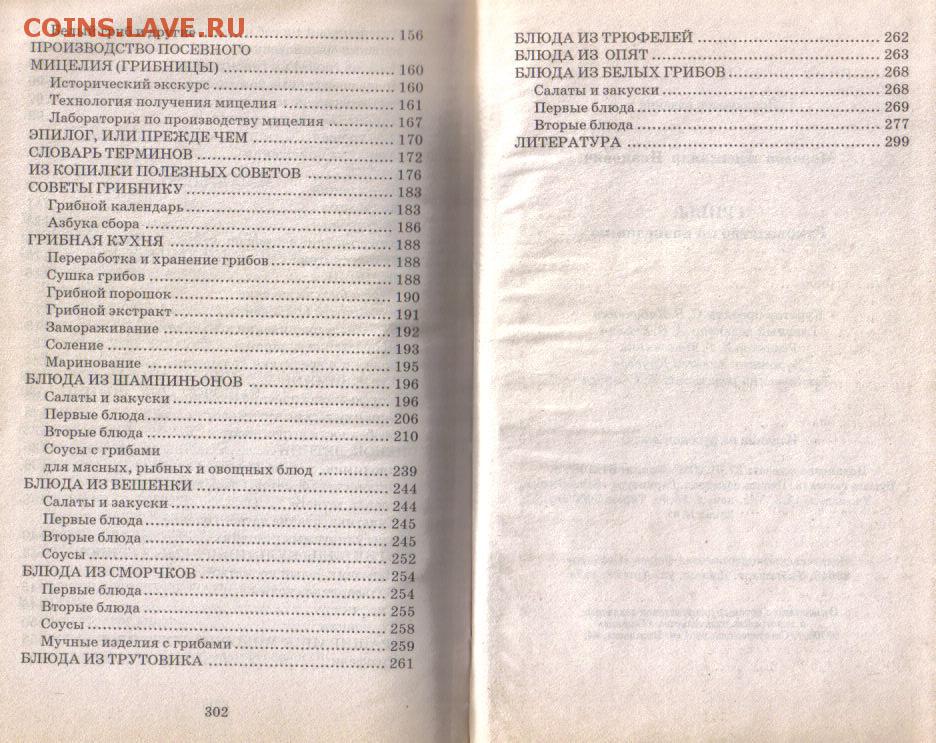 COINS.LAVE.RU
Белый гриб и другие ..... 156
ПРОИЗВОДСТВО ПОСЕВНОГО
МИЦЕЛИЯ (ГРИБНИЦЫ) ..... 160
Исторический экскурс ..... 160
Технология получения мицелия ..... 161
Лаборатория по производству мицелия ..... 167
ЭПИЛОГ, ИЛИ ПРЕЖДЕ ЧЕМ ..... 170
СЛОВАРЬ ТЕРМИНОВ ..... 172
ИЗ КОПИЛКИ ПОЛЕЗНЫХ СОВЕТОВ ..... 176
СОВЕТЫ ГРИБНИКУ ..... 183
Грибной календарь ..... 183
Азбука сбора ..... 186
ГРИБНАЯ КУХНЯ ..... 188
Переработка и хранение грибов ..... 188
Сушка грибов ..... 188
Грибной порошок ..... 190
Грибной экстракт ..... 191
Замораживание ..... 192
Соление ..... 193
Маринование ..... 195
БЛЮДА ИЗ ШАМПИНЬОНОВ ..... 196
Салаты и закуски ..... 196
Первые блюда ..... 206
Вторые блюда ..... 210
Соусы с грибами
для мясных, рыбных и овощных блюд ..... 239
БЛЮДА ИЗ ВЕШЕНКИ ..... 244
Салаты и закуски ..... 244
Первые блюда ..... 245
Вторые блюда ..... 245
Соусы ..... 252
БЛЮДА ИЗ СМОРЧКОВ ..... 254
Первые блюда ..... 254
Вторые блюда ..... 255
Соусы ..... 258
Мучные изделия с грибами ..... 259
БЛЮДА ИЗ ТРУТОВИКА ..... 261
302
БЛЮДА ИЗ ТРЮФЕЛЕЙ ..... 262
БЛЮДА ИЗ ОПЯТ ..... 263
БЛЮДА ИЗ БЕЛЫХ ГРИБОВ ..... 268
Салаты и закуски ..... 268
Первые блюда ..... 269
Вторые блюда ..... 277
ЛИТЕРАТУРА ..... 299